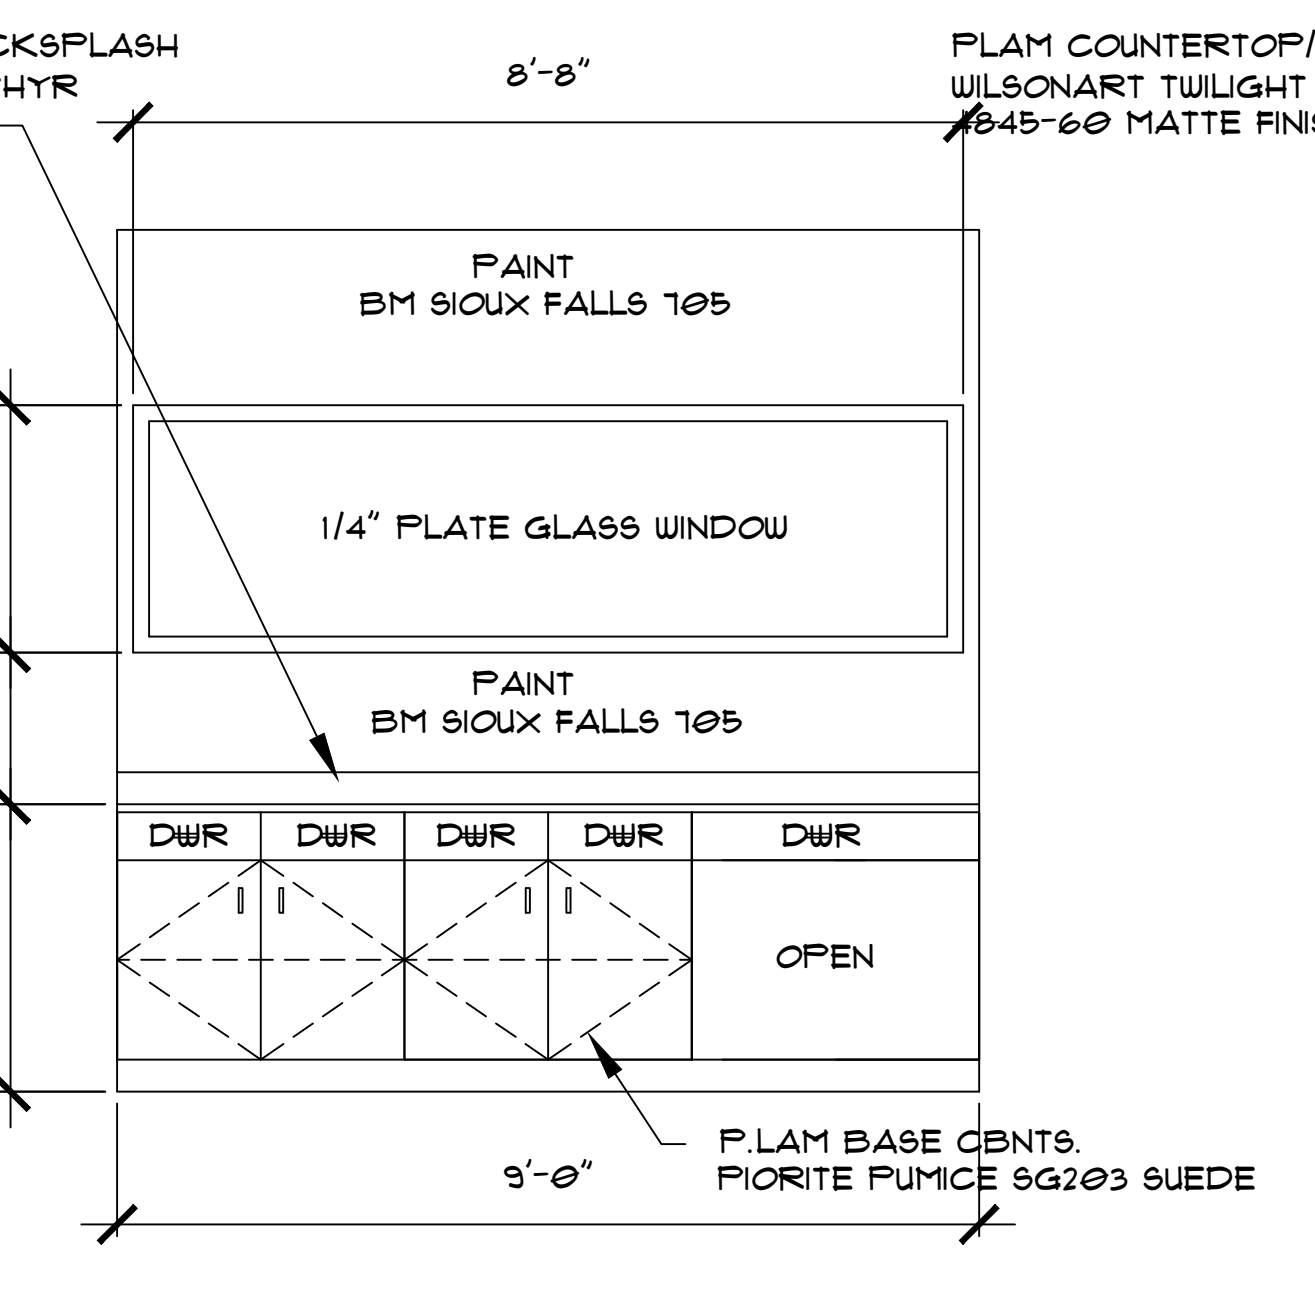 CKSPLASH
HYR
8'-8"
PLAM COUNTERTOP/
WILSONART TWILIGHT
4845-60 MATTE FINIS
PAINT
BM SIOUX FALLS 705
1/4" PLATE GLASS WINDOW
PAINT
BM SIOUX FALLS 705
DWR DWR DWR DWR DWR
OPEN
P.LAM BASE CBNTS.
PIORITE PUMICE SG203 SUEDE
9'-0"